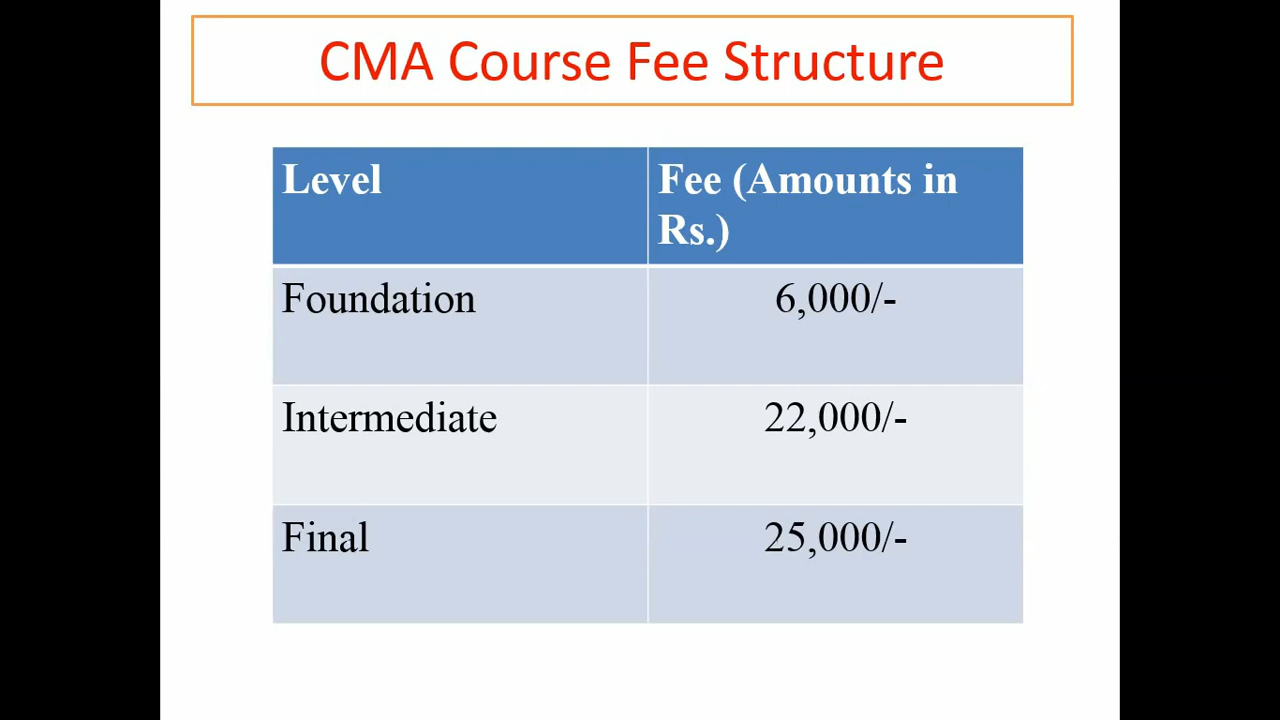 CMA Course Fee Structure
Level
Fee (Amounts in
Rs.)
Foundation
6,000/-
Intermediate
22,000/-
Final
25,000/-